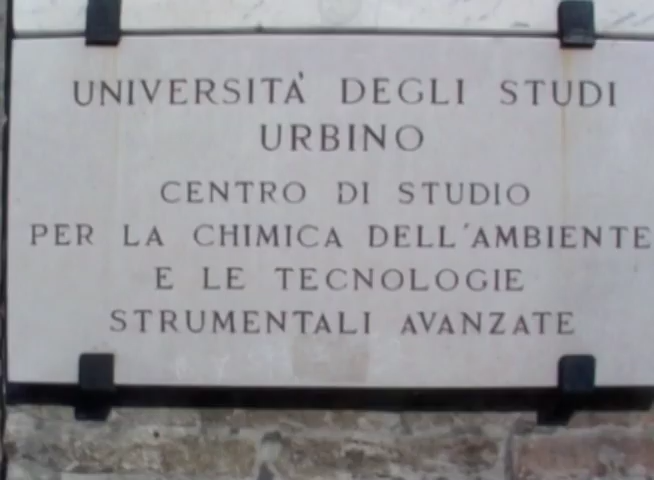 UNIVERSITÀ DEGLI STUDI
URBINO
CENTRO DI STUDIO
PER LA CHIMICA DELL'AMBIENTE
E LE TECNOLOGIE
STRUMENTALI AVANZATE